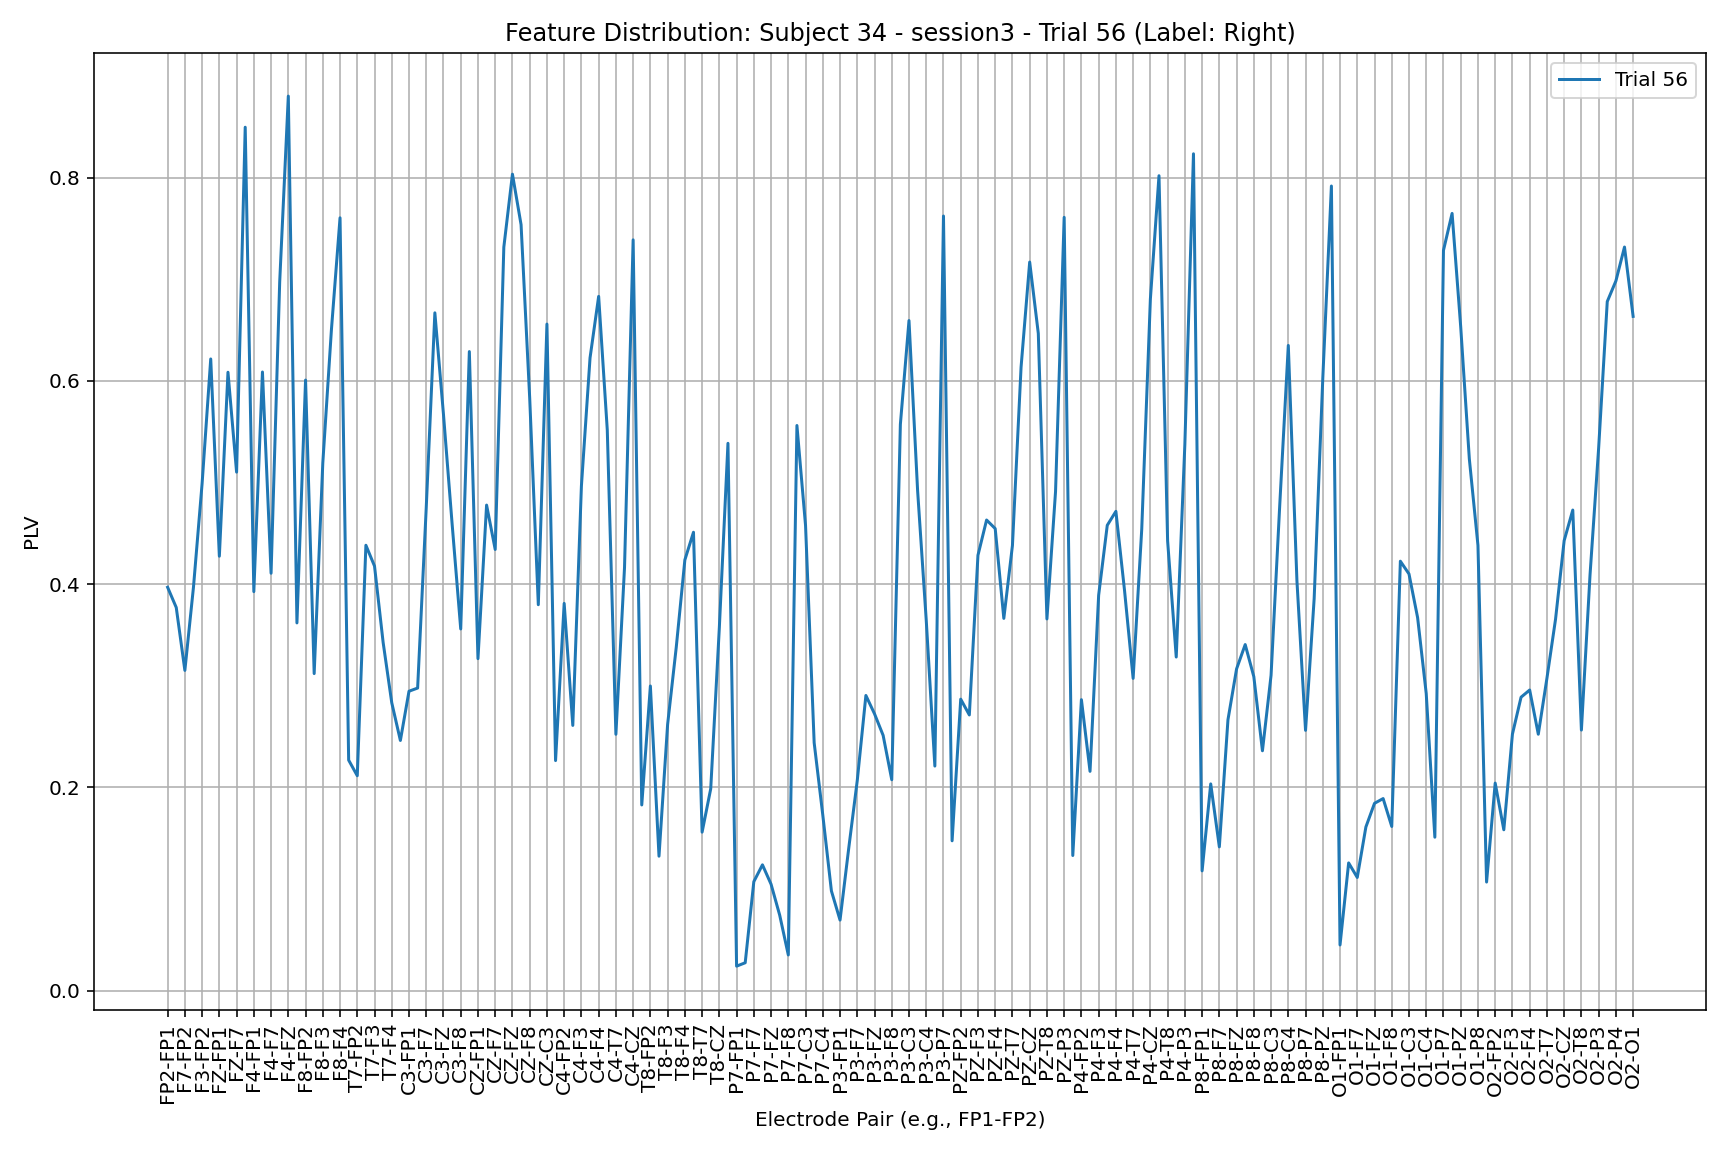 Feature Distribution: Subject 34 - session3 - Trial 56 (Label: Right)
Trial 56
PLV
0.8
0.6
0.4
0.2
0.0
FP2-FP1
F7-FP2
F3-FP2
FZ-FP1
FZ-F7
F4-FP1
F4-F7
F4-FZ
F8-FP2
F8-F3
F8-F4
T7-FP2
T7-F3
T7-F4
C3-FP1
C3-F7
C3-FZ
C3-F8
CZ-FP1
CZ-F7
CZ-FZ
CZ-F8
CZ-C3
C4-FP2
C4-F3
C4-F4
C4-T7
C4-CZ
T8-FP2
T8-F3
T8-F4
T8-T7
T8-CZ
P7-FP1
P7-F7
P7-FZ
P7-F8
P7-C3
P7-C4
P3-FP1
P3-F7
P3-FZ
P3-F8
P3-C3
P3-C4
P3-P7
PZ-FP2
PZ-F3
PZ-F4
PZ-T7
PZ-CZ
PZ-T8
PZ-P3
P4-FP2
P4-F3
P4-F4
P4-T7
P4-CZ
P4-T8
P4-P3
P8-FP1
P8-F7
P8-FZ
P8-F8
P8-C3
P8-C4
P8-P7
P8-PZ
O1-FP1
O1-F7
O1-FZ
O1-F8
O1-C3
O1-C4
O1-P7
O1-PZ
O1-P8
O2-FP2
O2-F3
O2-F4
O2-T7
O2-CZ
O2-T8
O2-P3
O2-P4
O2-O1
Electrode Pair (e.g., FP1-FP2)